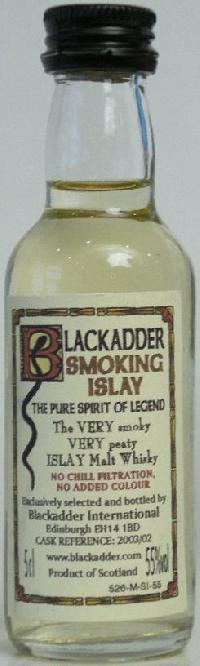 BLACKADDER
SMOKING
ISLAY
THE PURE SPIRIT OF LEGEND
The VERY smoky
VERY peaty
ISLAY Malt Whisky
NO CHILL FILTRATION,
NO ADDED COLOUR
Exclusively selected and bottled by
Blackadder International
Edinburgh EH14 1BD
CASK REFERENCE: 2003/02
www.blackadder.com
5cl 55%vol
Product of Scotland
526-M-SI-55